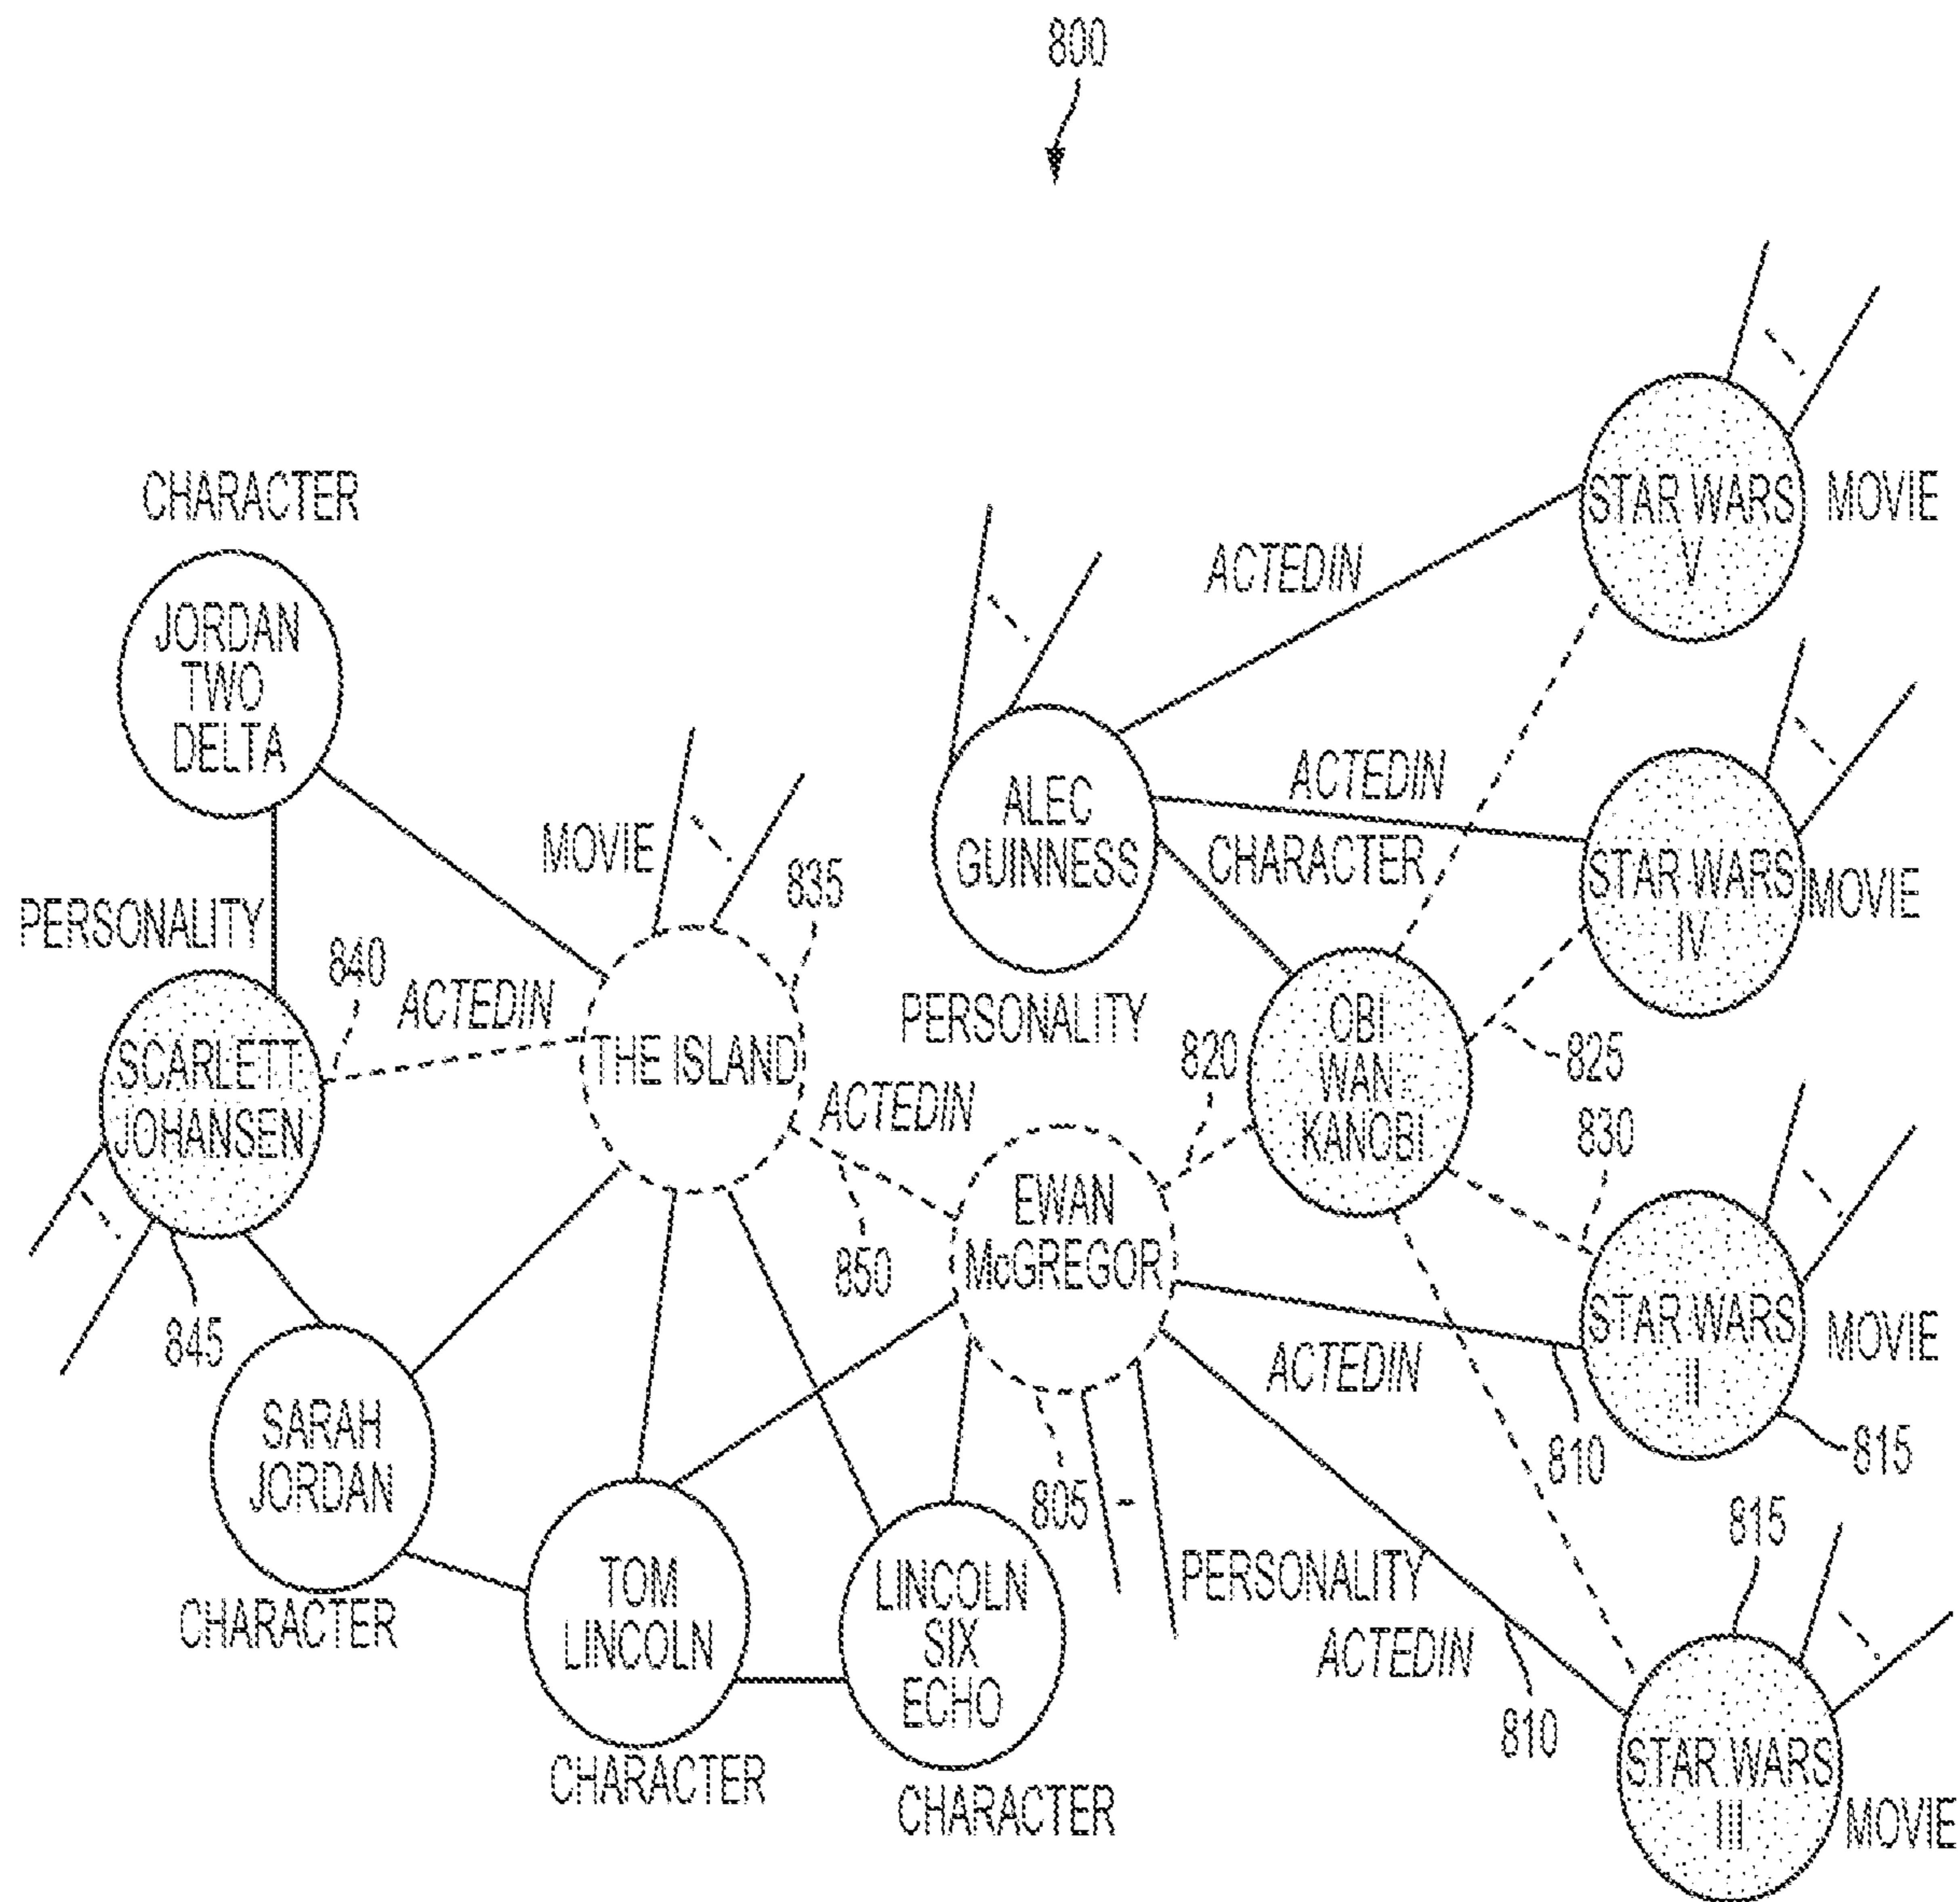 800
CHARACTER
JORDAN
TWO
DELTA
PERSONALITY
840
ACTEDIN
SCARLETT
JOHANSEN
845
MOVIE
835
THE ISLAND
ACTEDIN
850
SARAH
JORDAN
CHARACTER
TOM
LINCOLN
CHARACTER
LINCOLN
SIX
ECHO
CHARACTER
ALEC
GUINNESS
PERSONALITY
ACTEDIN
ACTEDIN
CHARACTER
820
OBI
WAN
KANOBI
825
830
EWAN
McGREGOR
805
PERSONALITY
ACTEDIN
810
ACTEDIN
810
STAR WARS
V
MOVIE
STAR WARS
IV
MOVIE
STAR WARS
II
MOVIE
815
815
STAR WARS
III
MOVIE